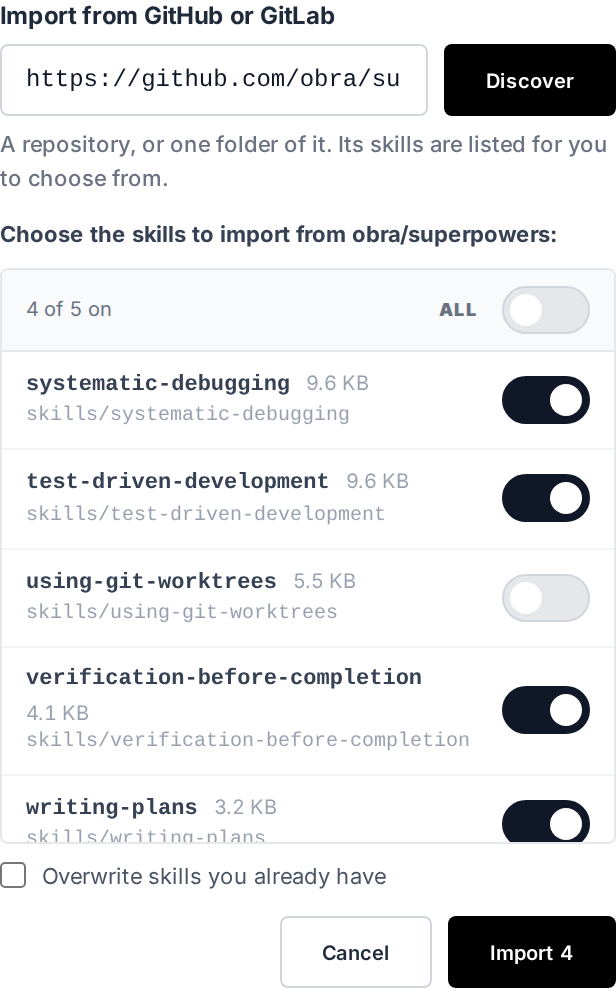 Import from GitHub or GitLab
https://github.com/obra/su
Discover
A repository, or one folder of it. Its skills are listed for you
to choose from.
Choose the skills to import from obra/superpowers:
4 of 5 on
ALL
systematic-debugging 9.6 KB
skills/systematic-debugging
test-driven-development 9.6 KB
skills/test-driven-development
using-git-worktrees 5.5 KB
skills/using-git-worktrees
verification-before-completion
4.1 KB
skills/verification-before-completion
writing-plans 3.2 KB
skills/writing-plans
Overwrite skills you already have
Cancel
Import 4